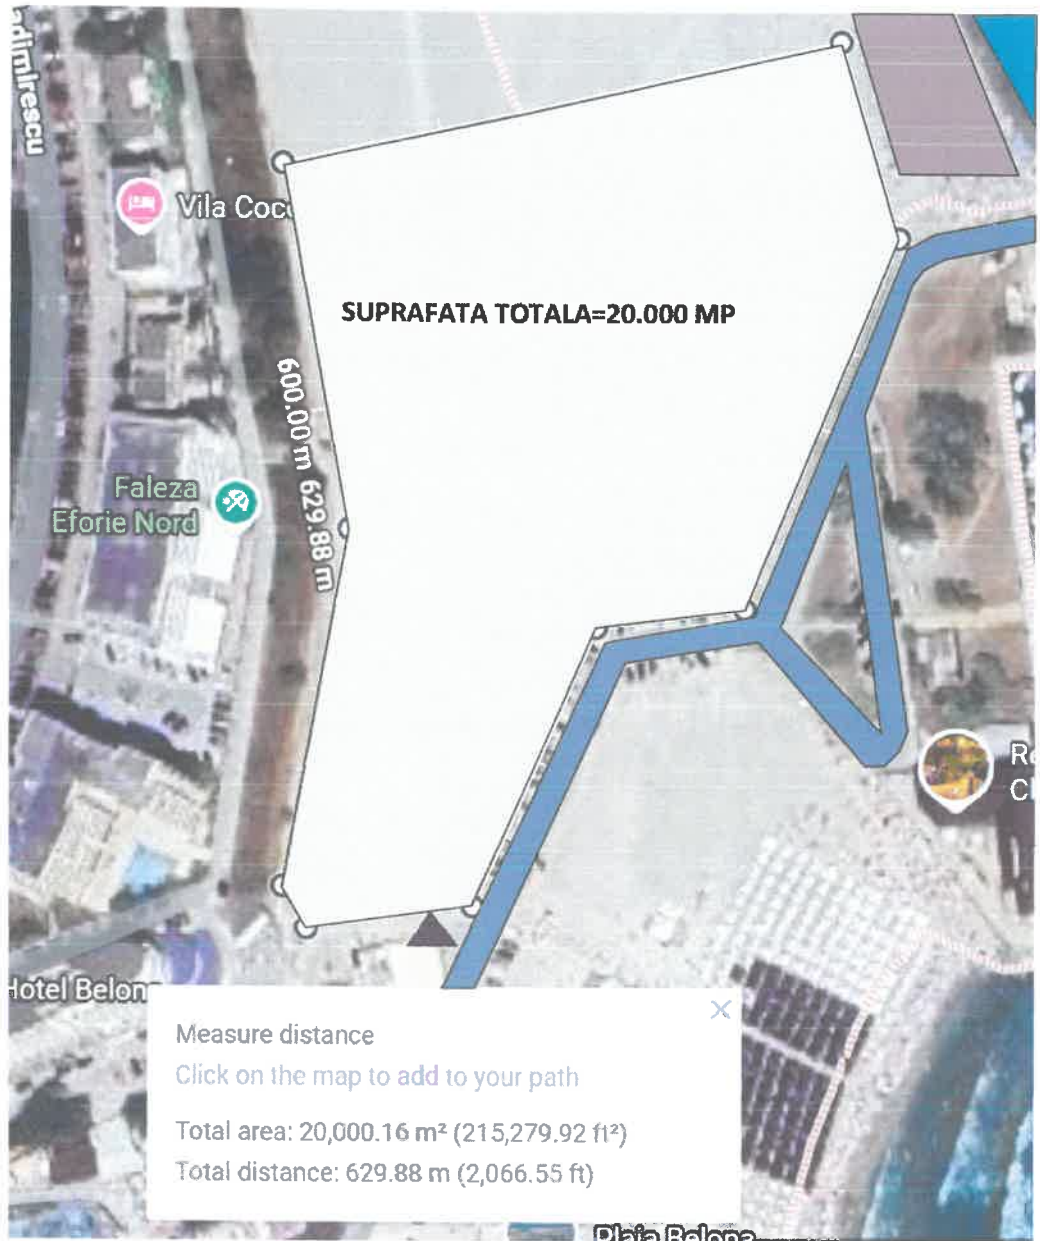 Vila Coc
SUPRAFATA TOTALA=20.000 MP
600.00 m 629.88 m
Faleza
Eforie Nord
Hotel Belon
Measure distance
Click on the map to add to your path
Total area: 20,000.16 m² (215,279.92 ft²)
Total distance: 629.88 m (2,066.55 ft)
Plaja Belona